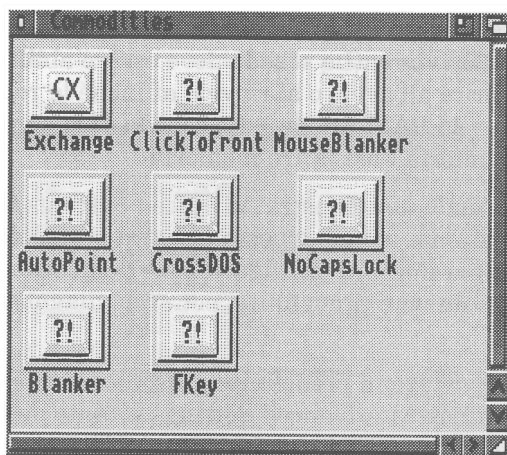 Commodities
CX ?! ?!
Exchange ClickToFront MouseBlanker
?! ?! ?!
AutoPoint CrossDOS NoCapsLock
?! ?!
Blanker FKey